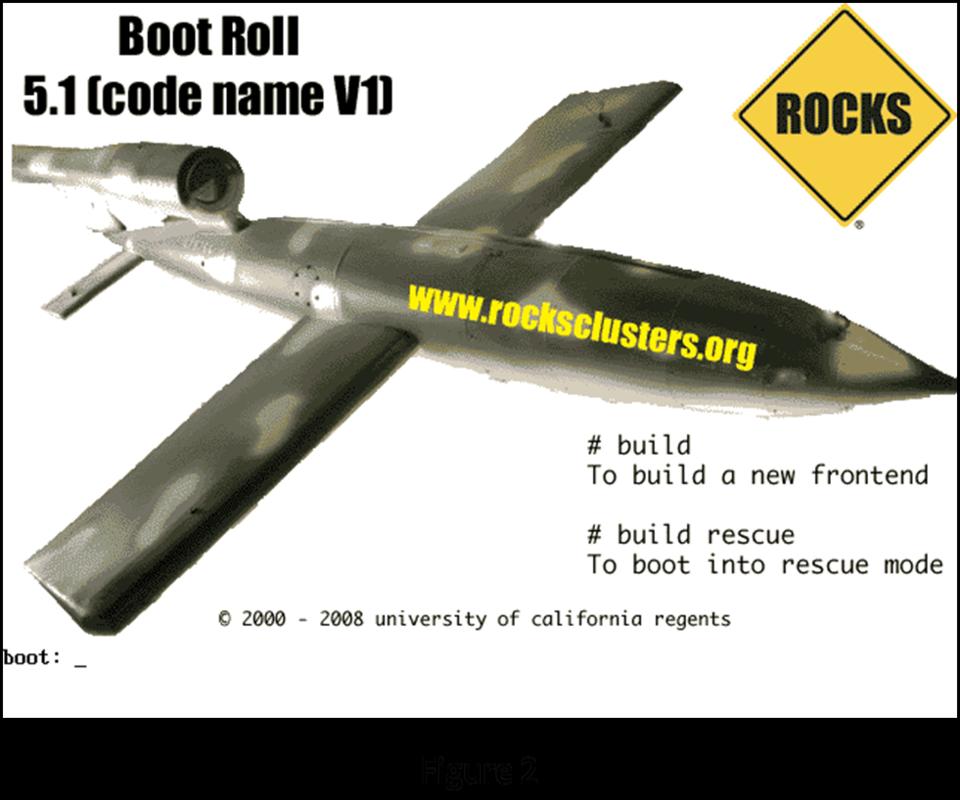 Boot Roll
5.1 (code name V1)
ROCKS
®
www.rocksclusters.org
# build
To build a new frontend
# build rescue
To boot into rescue mode
© 2000 - 2008 university of california regents
boot: _
Figure 2